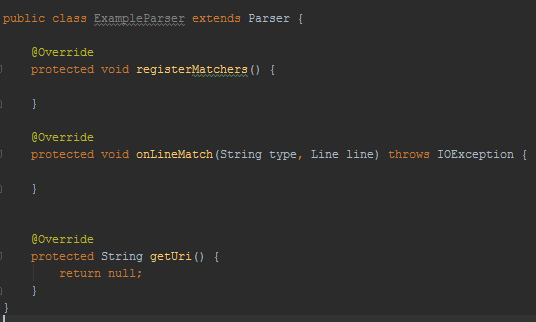 public class ExampleParser extends Parser {
@Override
protected void registerMatchers() {
}
@Override
protected void onLineMatch(String type, Line line) throws IOException {
}
@Override
protected String getUri() {
return null;
}
}